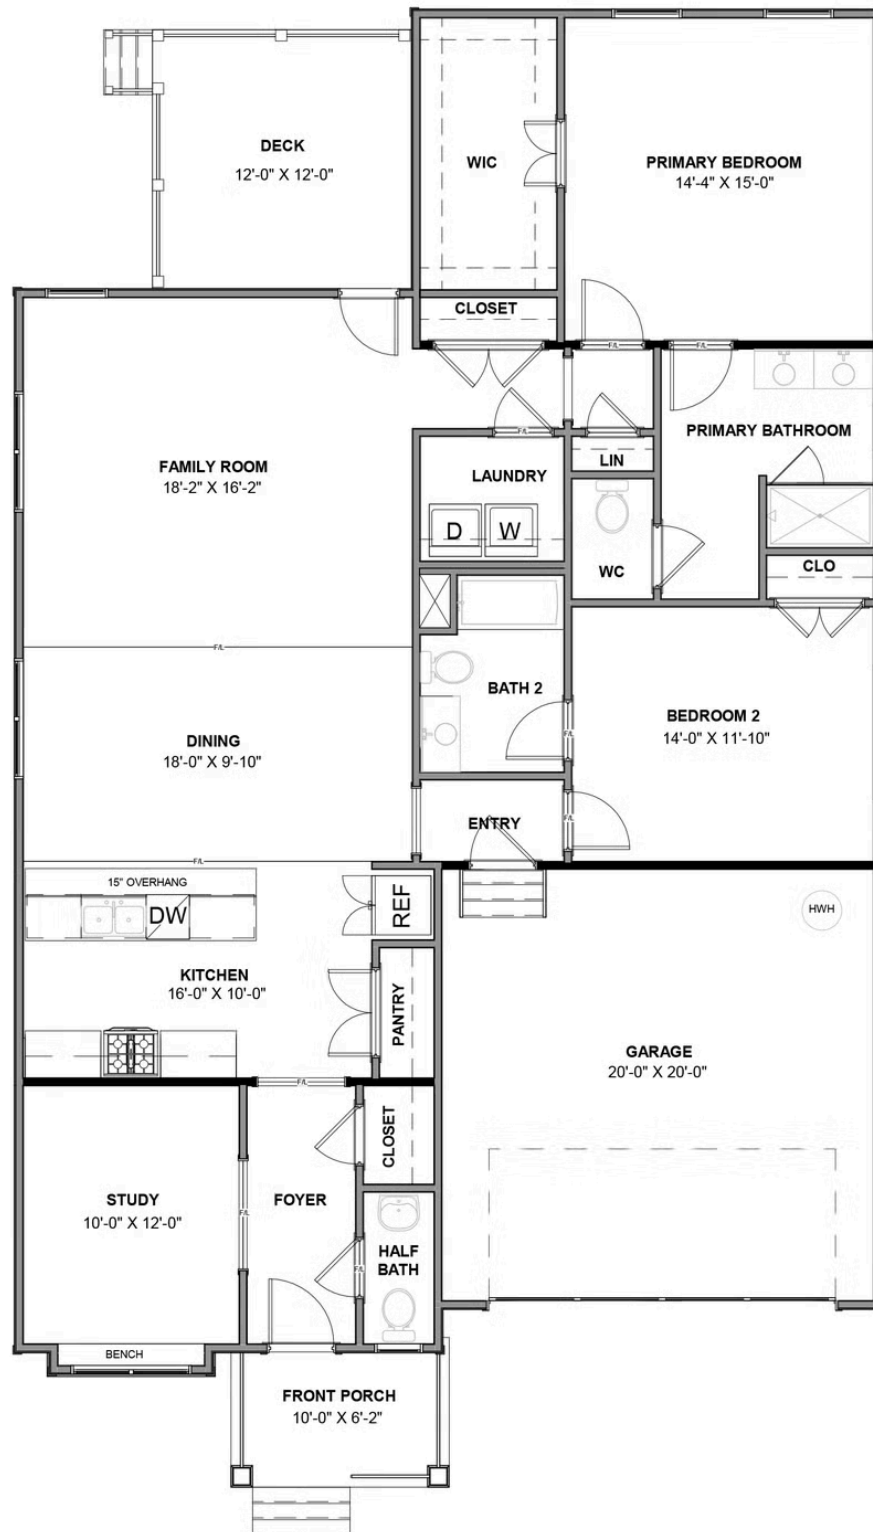 DECK
12'-0" X 12'-0"
WIC
PRIMARY BEDROOM
14'-4" X 15'-0"
CLOSET
F/L
F/L
PRIMARY BATHROOM
F/L
LAUNDRY
LIN
FAMILY ROOM
18'-2" X 16'-2"
D
W
WC
CLO
F/L
BATH 2
BEDROOM 2
14'-0" X 11'-10"
DINING
18'-0" X 9'-10"
F/L
ENTRY
F/L
F/L
15" OVERHANG
DW
REF
HWH
KITCHEN
16'-0" X 10'-0"
PANTRY
GARAGE
20'-0" X 20'-0"
F/L
CLOSET
STUDY
10'-0" X 12'-0"
FOYER
F/L
HALF
BATH
F/L
BENCH
FRONT PORCH
10'-0" X 6'-2"